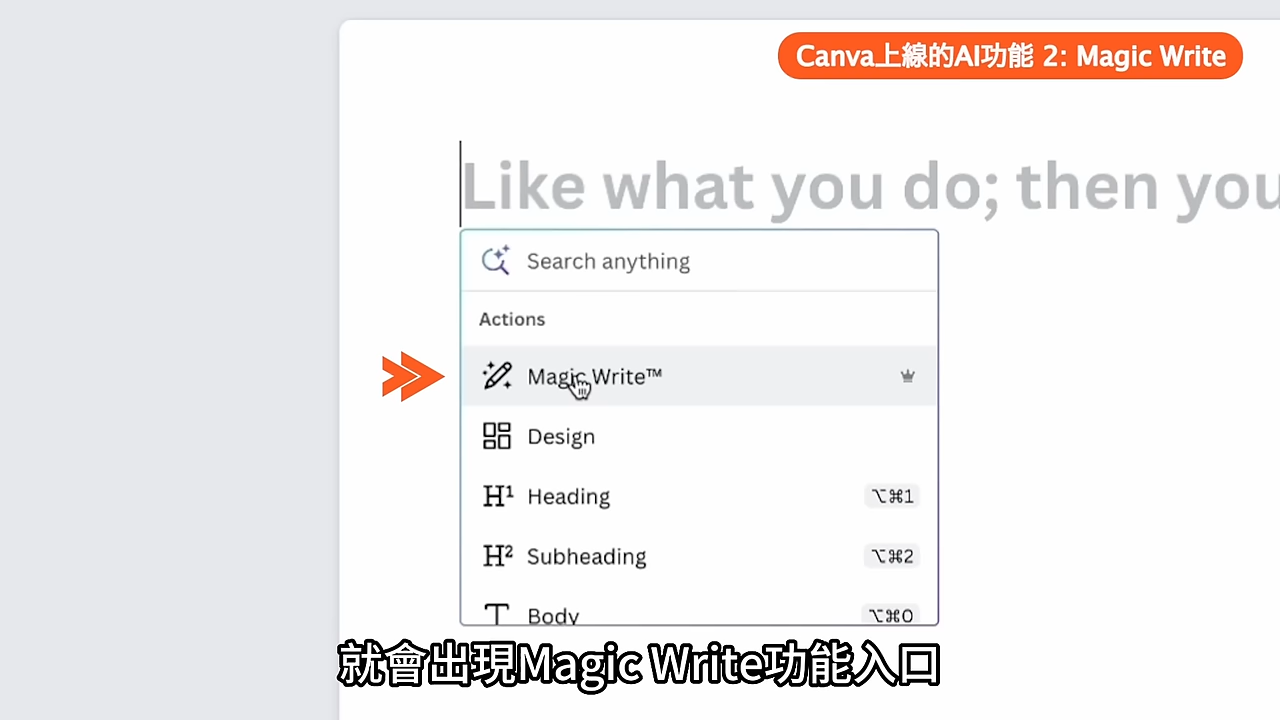 Canva上線的AI功能 2: Magic Write
Like what you do; then you
Search anything
Actions
Magic Write™
Design
H¹ Heading ⌥⌘1
H² Subheading ⌥⌘2
T Body ⌥⌘0
就會出現Magic Write功能入口